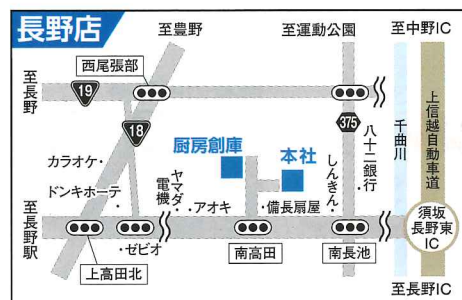 長野店
至豊野
至運動公園
至中野IC
西尾張部
至長野
19
18
375
八十二銀行
千曲川
上信越自動車道
カラオケ
厨房創庫
本社
しんきん
ドンキホーテ
ヤマダ電機
アオキ
備長扇屋
至長野駅
ゼビオ
上高田北
南高田
南長池
須坂
長野東
IC
至長野IC